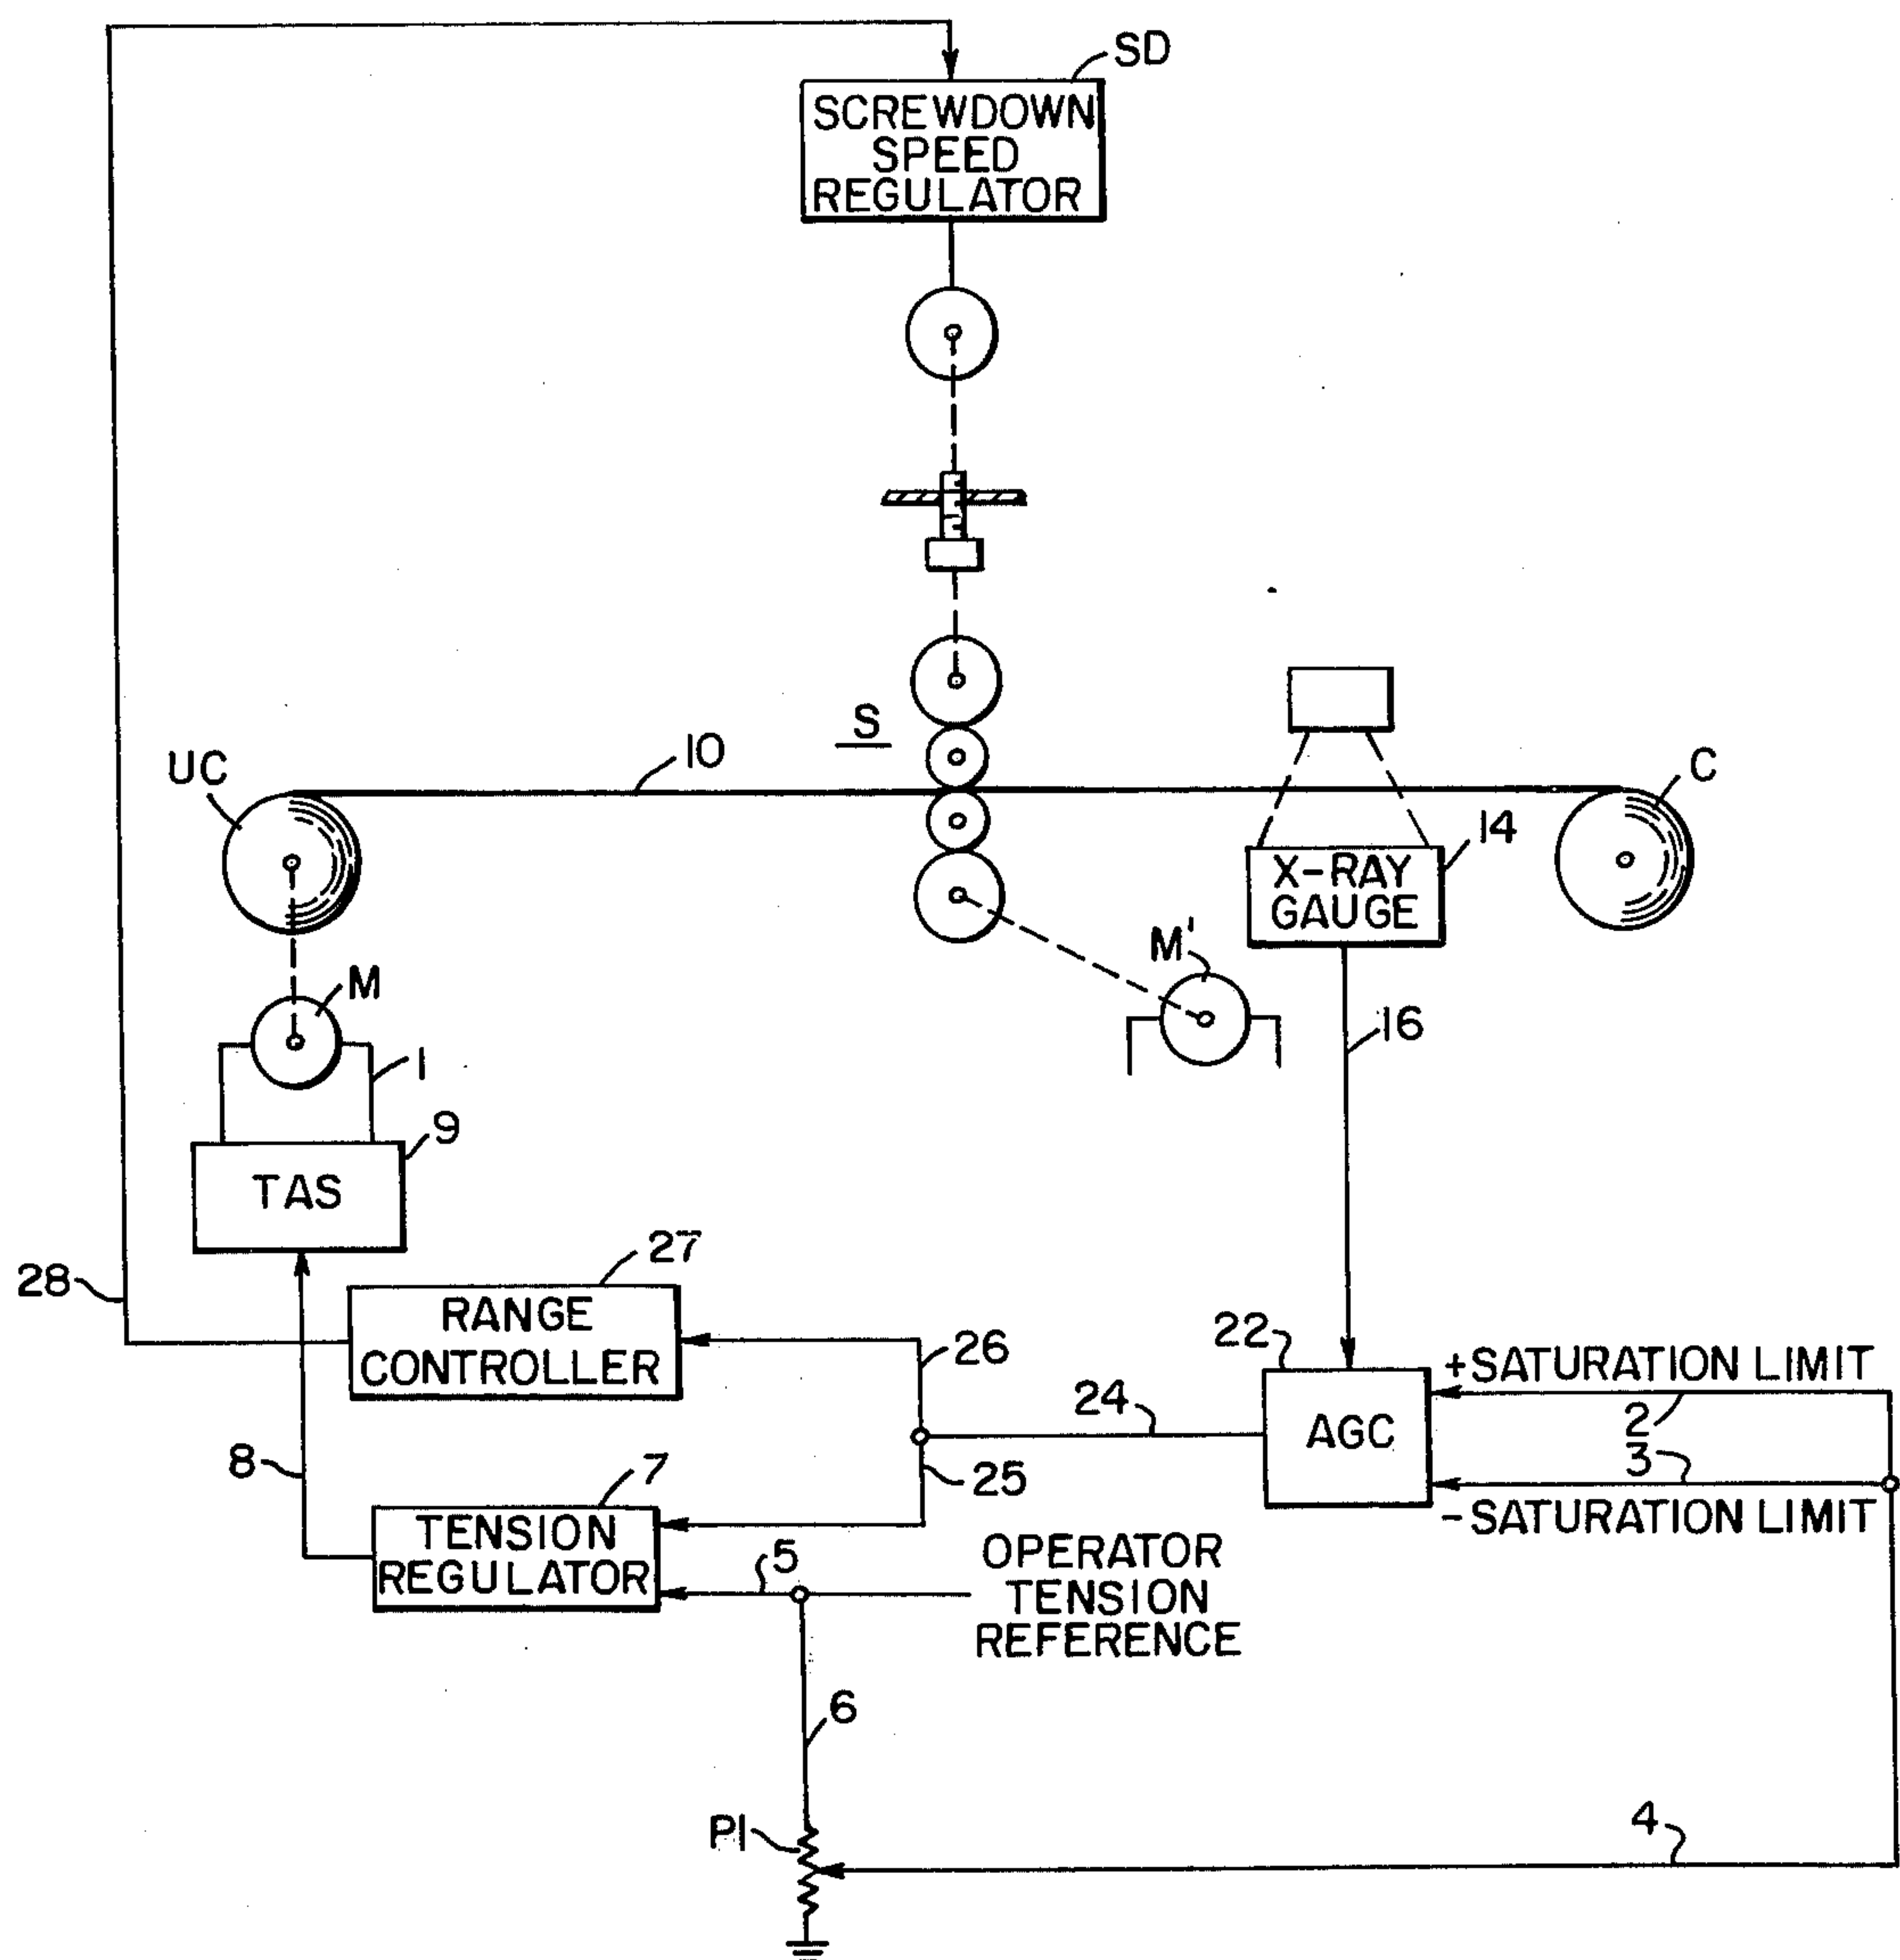 SD
SCREWDOWN
SPEED
REGULATOR
S
10
UC
C
14
X-RAY
GAUGE
M'
M
16
1
9
TAS
27
28
RANGE
CONTROLLER
26
22
+SATURATION LIMIT
24
2
AGC
3
8
7
25
-SATURATION LIMIT
TENSION
REGULATOR
5
OPERATOR
TENSION
REFERENCE
6
P1
4